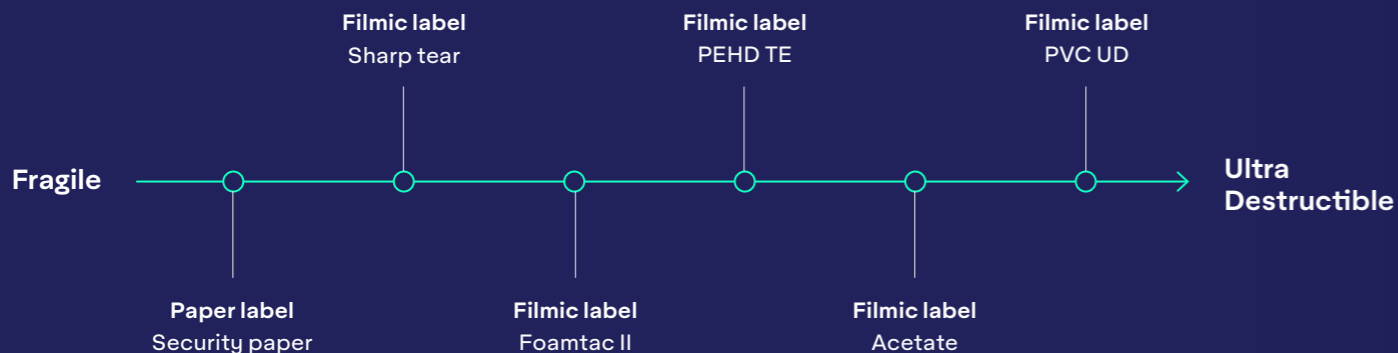 Filmic label
Sharp tear
Filmic label
PEHD TE
Filmic label
PVC UD
Fragile
Ultra
Destructible
Paper label
Security paper
Filmic label
Foamtac II
Filmic label
Acetate